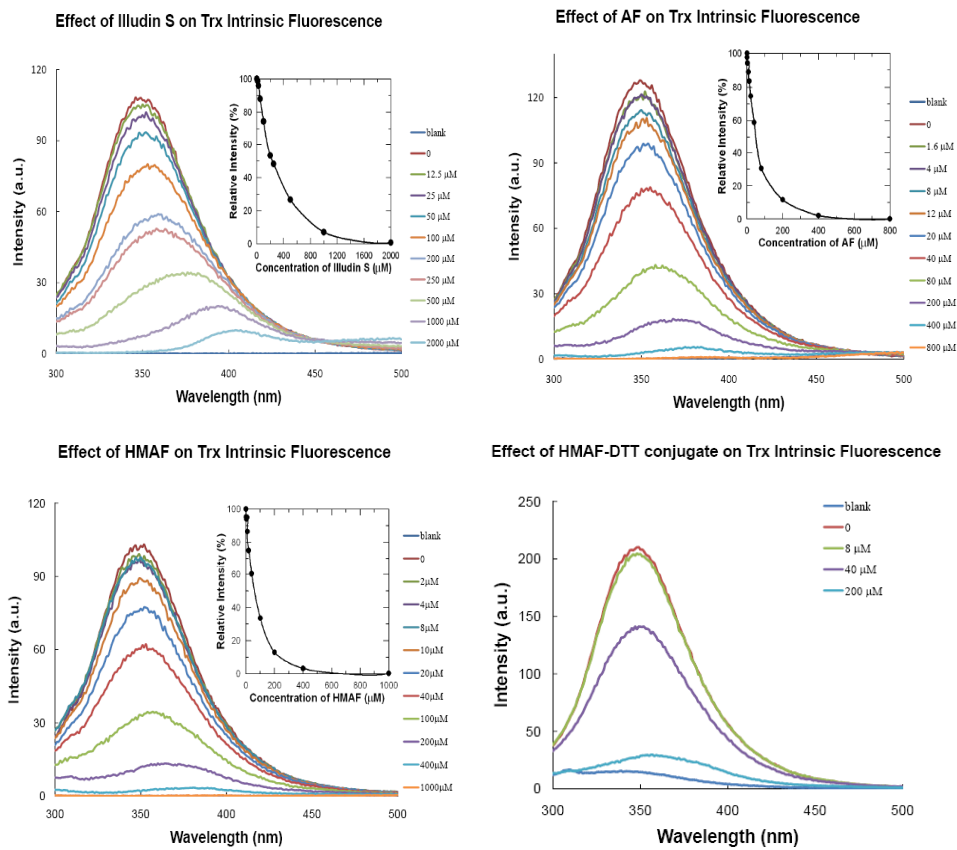 Effect of Illudin S on Trx Intrinsic Fluorescence
120
90
60
30
0
300
350
400
450
500
Intensity (a.u.)
Wavelength (nm)
Relative Intensity (%)
100
80
60
40
20
0
0
400
800
1200
1600
2000
Concentration of Illudin S (μM)
blank
0
12.5 μM
25 μM
50 μM
100 μM
200 μM
250 μM
500 μM
1000 μM
2000 μM
Effect of AF on Trx Intrinsic Fluorescence
120
90
60
30
0
300
350
400
450
500
Intensity (a.u.)
Wavelength (nm)
Relative Intensity (%)
100
80
60
40
20
0
0
200
400
600
800
Concentration of AF (μM)
blank
0
1.6 μM
4 μM
8 μM
12 μM
20 μM
40 μM
80 μM
200 μM
400 μM
800 μM
Effect of HMAF on Trx Intrinsic Fluorescence
120
90
60
30
0
300
350
400
450
500
Intensity (a.u.)
Wavelength (nm)
Relative Intensity (%)
100
80
60
40
20
0
0
200
400
600
800
1000
Concentration of HMAF (μM)
blank
0
2μM
4μM
8μM
10μM
20μM
40μM
100μM
200μM
400μM
1000μM
Effect of HMAF-DTT conjugate on Trx Intrinsic Fluorescence
250
200
150
100
50
0
300
350
400
450
500
Intensity (a.u.)
Wavelength (nm)
blank
0
8 μM
40 μM
200 μM